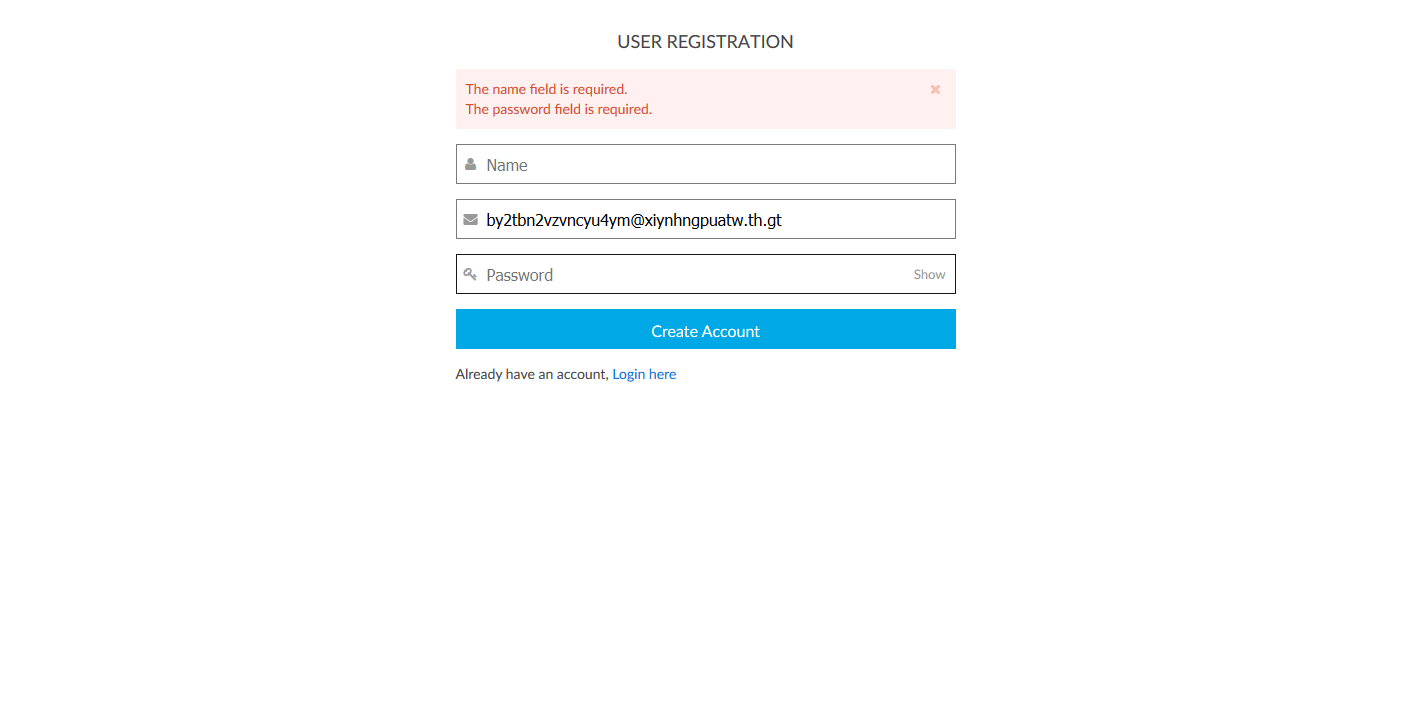 USER REGISTRATION
The name field is required.
The password field is required.
Name
by2tbn2vzvncyu4ym@xiynhngpuatw.th.gt
Password Show
Create Account
Already have an account, Login here